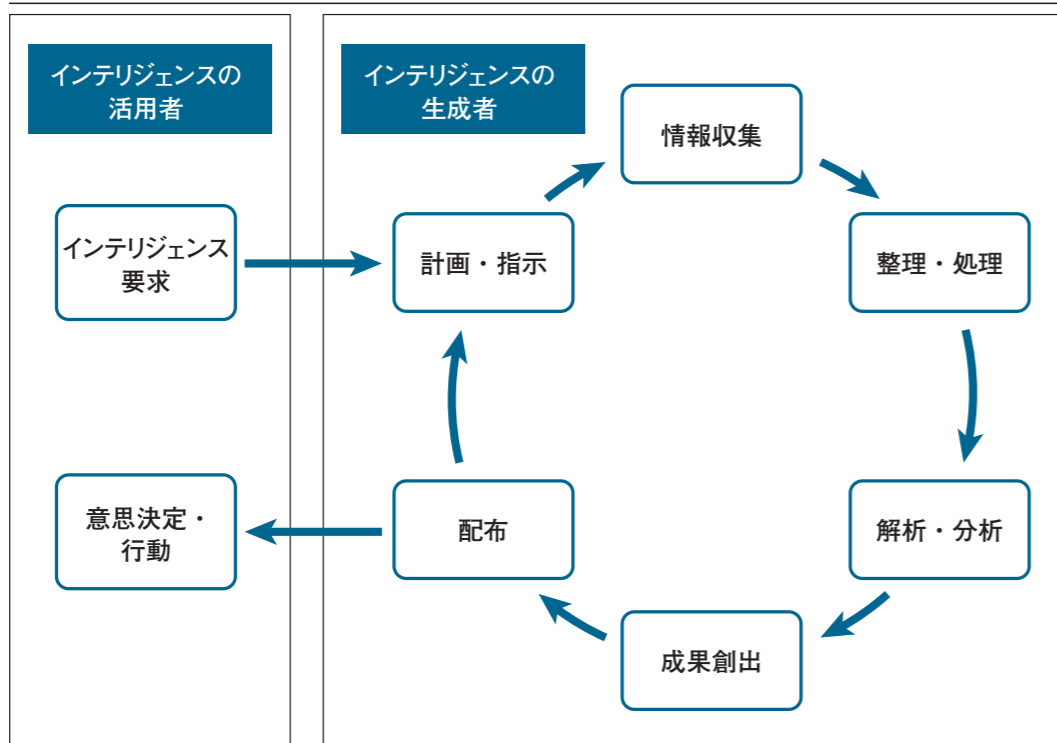 インテリジェンスの
活用者
インテリジェンス
要求
意思決定・
行動
インテリジェンスの
生成者
情報収集
計画・指示
整理・処理
配布
解析・分析
成果創出